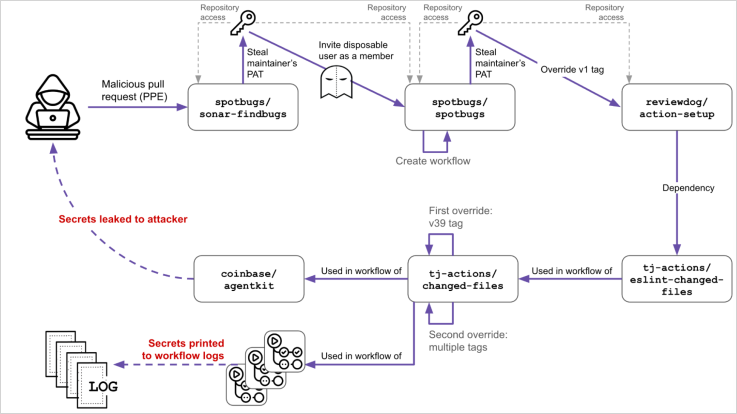 Repository
access
Repository
access
Repository
access
Steal
maintainer's
PAT
Invite disposable
user as a member
Steal
maintainer's
PAT
Override v1 tag
Malicious pull
request (PPE)
spotbugs/
sonar-findbugs
spotbugs/
spotbugs
reviewdog/
action-setup
Create workflow
Dependency
Secrets leaked to attacker
First override:
v39 tag
coinbase/
agentkit
Used in workflow of
tj-actions/
changed-files
Used in workflow of
tj-actions/
eslint-changed-
files
Second override:
multiple tags
Secrets printed
to workflow logs
Used in workflow of
LOG